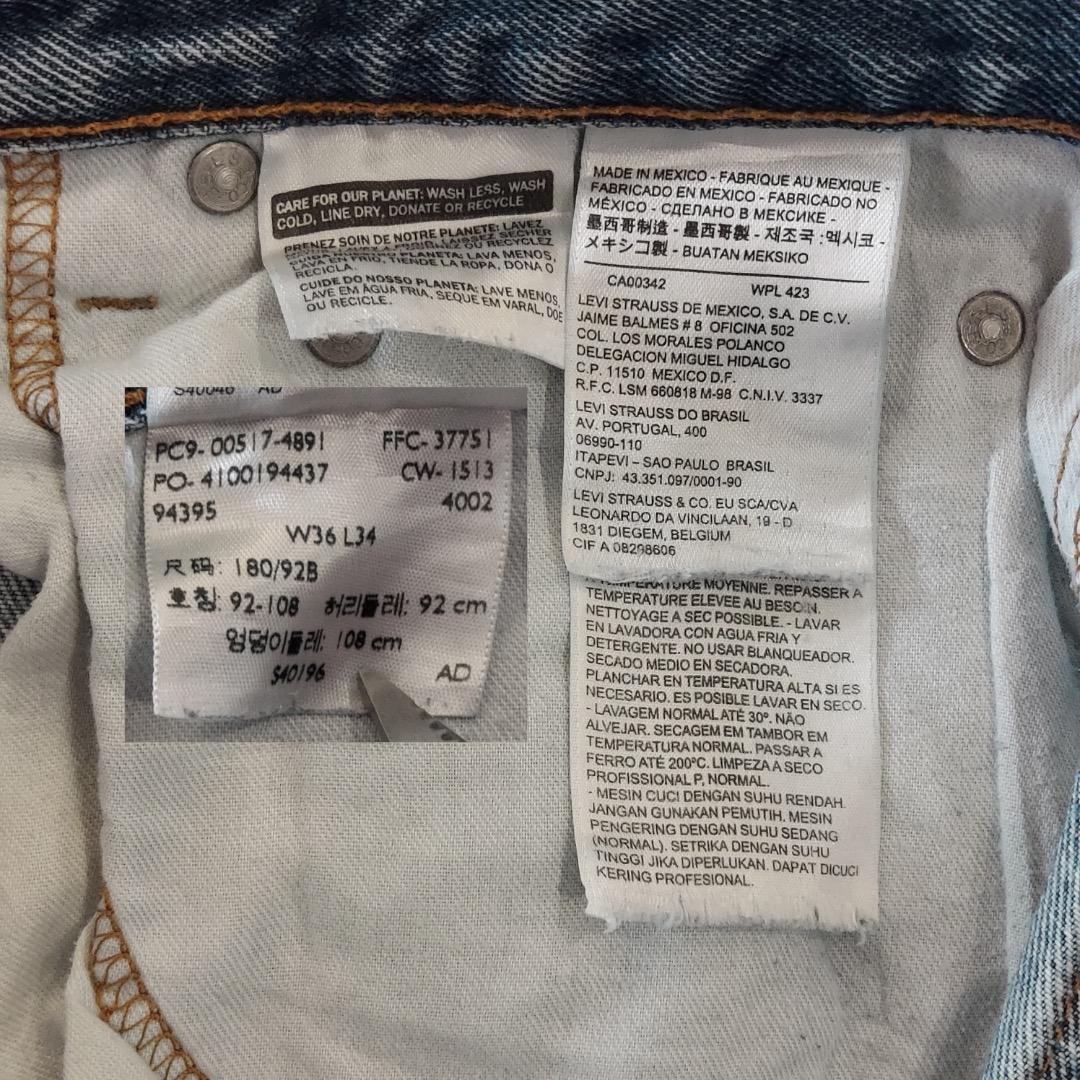 CARE FOR OUR PLANET: WASH LESS, WASH
COLD, LINE DRY, DONATE OR RECYCLE
PRENEZ SOIN DE NOTRE PLANETE: LAVEZ
LAVA EN FRIO, TIENDE LA ROPA, DONA O
RECICLA.
CUIDE DO NOSSO PLANETA: LAVE MENOS,
LAVE EM ÁGUA FRIA, SEQUE EM VARAL, DOE
OU RECICLE.
MADE IN MEXICO - FABRIQUE AU MEXIQUE -
FABRICADO EN MEXICO - FABRICADO NO
MÉXICO - СДЕЛАНО В МЕКСИКЕ -
墨西哥制造 - 墨西哥製 - 제조국 :멕시코 -
メキシコ製 - BUATAN MEKSIKO
CA00342 WPL 423
LEVI STRAUSS DE MEXICO, S.A. DE C.V.
JAIME BALMES # 8 OFICINA 502
COL. LOS MORALES POLANCO
DELEGACION MIGUEL HIDALGO
C.P. 11510 MEXICO D.F.
R.F.C. LSM 660818 M-98 C.N.I.V. 3337
LEVI STRAUSS DO BRASIL
AV. PORTUGAL, 400
06990-110
ITAPEVI – SAO PAULO BRASIL
CNPJ: 43.351.097/0001-90
LEVI STRAUSS & CO. EU SCA/CVA
LEONARDO DA VINCILAAN, 19 - D
1831 DIEGEM, BELGIUM
CIF A 08298606
TEMPERATURE MOYENNE. REPASSER A
TEMPERATURE ELEVEE AU BESOIN.
NETTOYAGE A SEC POSSIBLE. - LAVAR
EN LAVADORA CON AGUA FRIA Y
DETERGENTE. NO USAR BLANQUEADOR.
SECADO MEDIO EN SECADORA.
PLANCHAR EN TEMPERATURA ALTA SI ES
NECESARIO. ES POSIBLE LAVAR EN SECO.
- LAVAGEM NORMAL ATÉ 30º. NÃO
ALVEJAR. SECAGEM EM TAMBOR EM
TEMPERATURA NORMAL. PASSAR A
FERRO ATÉ 200ºC. LIMPEZA A SECO
PROFISSIONAL P, NORMAL.
- MESIN CUCI DENGAN SUHU RENDAH.
JANGAN GUNAKAN PEMUTIH. MESIN
PENGERING DENGAN SUHU SEDANG
(NORMAL). SETRIKA DENGAN SUHU
TINGGI JIKA DIPERLUKAN. DAPAT DICUCI
KERING PROFESIONAL.
PC9- 00517-4891 FFC- 37751
PO- 4100194437 CW- 1513
94395 4002
W36 L34
尺码: 180/92B
호칭: 92-108 허리둘레: 92 cm
엉덩이둘레: 108 cm
S40196 AD